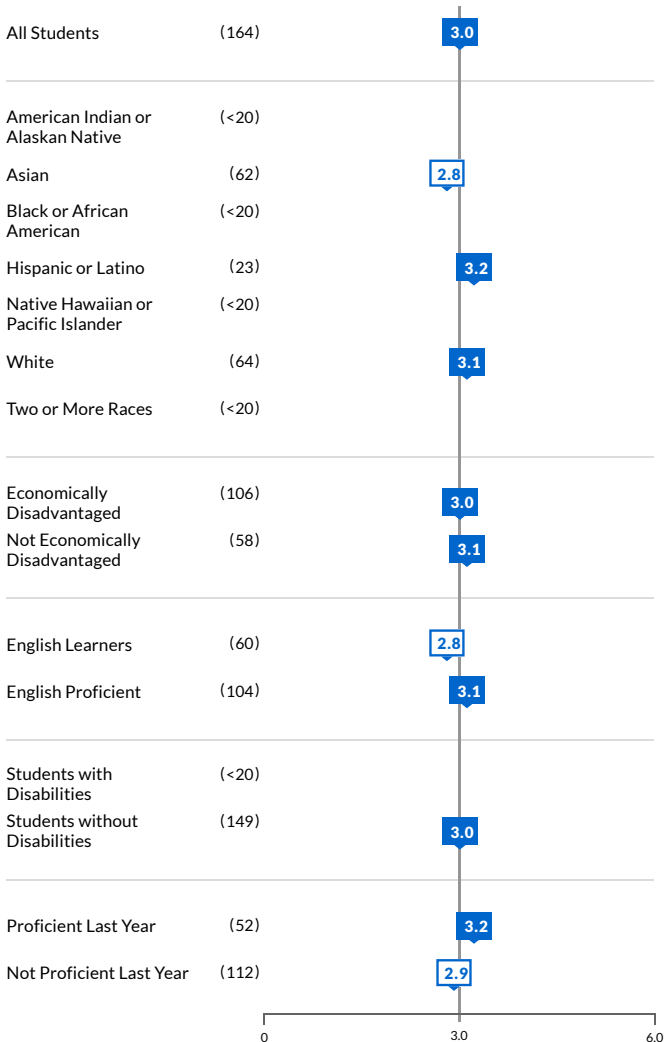 All Students (164) 3.0
American Indian or (<20)
Alaskan Native
Asian (62) 2.8
Black or African (<20)
American
Hispanic or Latino (23) 3.2
Native Hawaiian or (<20)
Pacific Islander
White (64) 3.1
Two or More Races (<20)
Economically (106) 3.0
Disadvantaged
Not Economically (58) 3.1
Disadvantaged
English Learners (60) 2.8
English Proficient (104) 3.1
Students with (<20)
Disabilities
Students without (149) 3.0
Disabilities
Proficient Last Year (52) 3.2
Not Proficient Last Year (112) 2.9
0 3.0 6.0